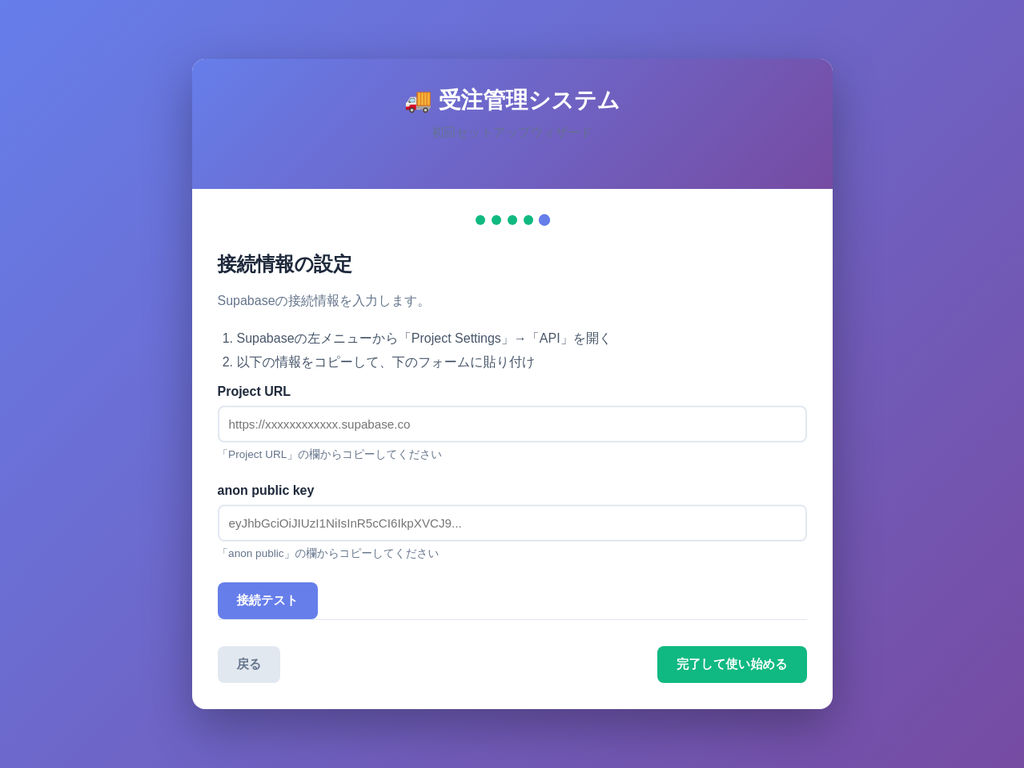 受注管理システム
接続情報の設定
Supabaseの接続情報を入力します。
1. Supabaseの左メニューから「Project Settings」→「API」を開く
2. 以下の情報をコピーして、下のフォームに貼り付け
Project URL
https://xxxxxxxxxxxx.supabase.co
「Project URL」の欄からコピーしてください
anon public key
eyJhbGciOiJIUzI1NiIsInR5cCI6IkpXVCJ9...
「anon public」の欄からコピーしてください
接続テスト
戻る
完了して使い始める